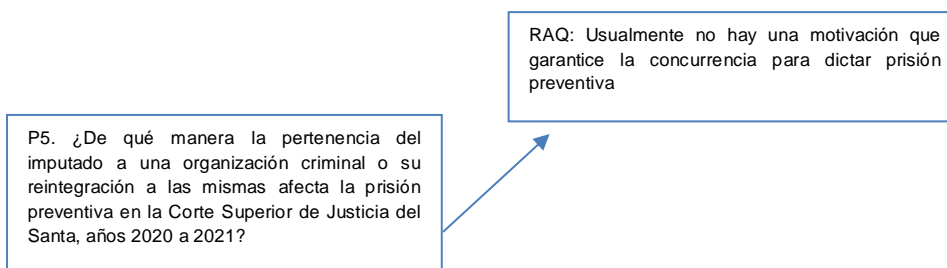 RAQ: Usualmente no hay una motivación que
garantice la concurrencia para dictar prisión
preventiva
P5. ¿De qué manera la pertenencia del
imputado a una organización criminal o su
reintegración a las mismas afecta la prisión
preventiva en la Corte Superior de Justicia del
Santa, años 2020 a 2021?